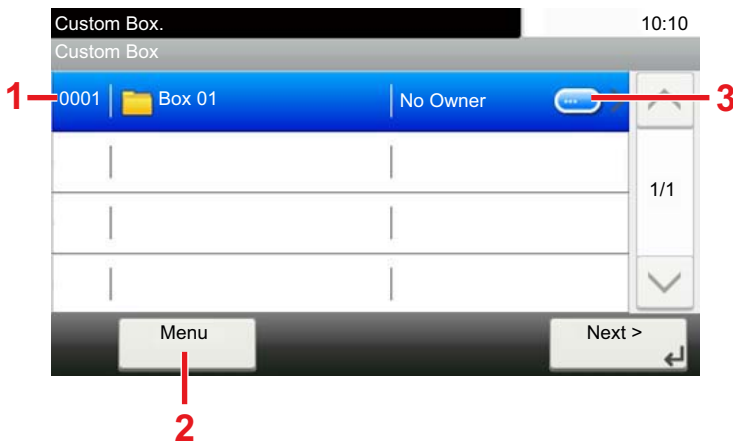 Custom Box. 10:10
Custom Box
1 0001 Box 01 No Owner ... 3
1/1
Menu Next >
2